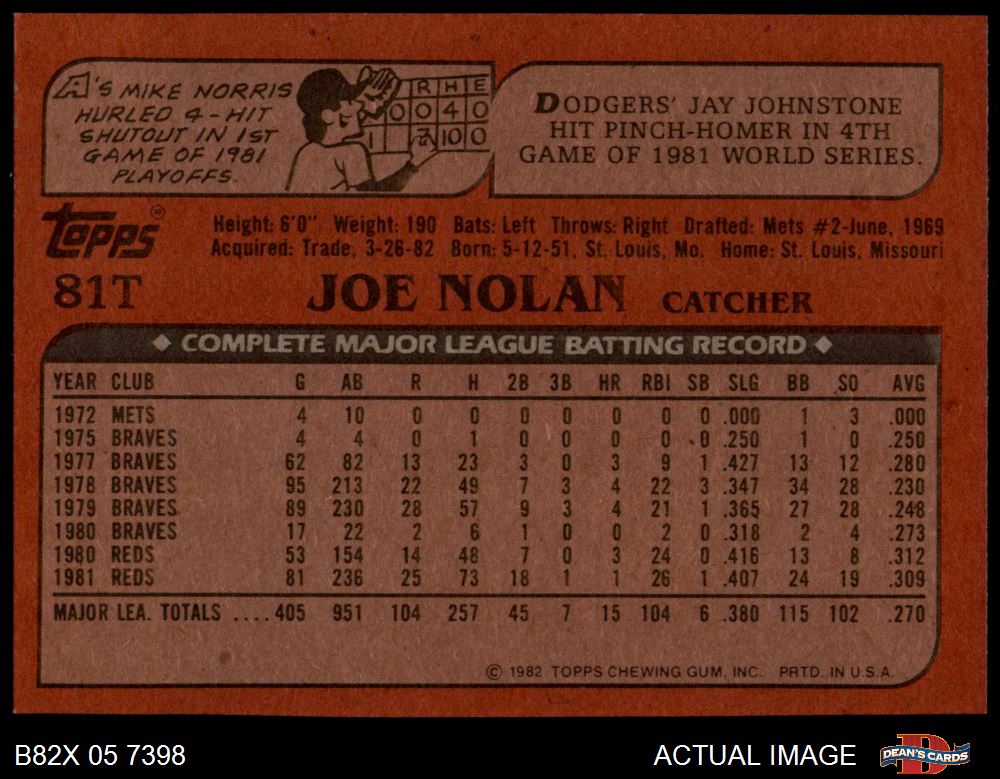 A's MIKE NORRIS
HURLED 4-HIT
SHUTOUT IN 1ST
GAME OF 1981
PLAYOFFS.
R H E
0 0 4 0
1 10 0
DODGERS' JAY JOHNSTONE
HIT PINCH-HOMER IN 4TH
GAME OF 1981 WORLD SERIES.
TOPPS®
Height: 6'0" Weight: 190 Bats: Left Throws: Right Drafted: Mets #2-June, 1969
Acquired: Trade, 3-26-82 Born: 5-12-51, St. Louis, Mo. Home: St. Louis, Missouri
81T JOE NOLAN CATCHER
◆ COMPLETE MAJOR LEAGUE BATTING RECORD ◆
YEAR CLUB G AB R H 2B 3B HR RBI SB SLG BB SO AVG
1972 METS 4 10 0 0 0 0 0 0 0 .000 1 3 .000
1975 BRAVES 4 4 0 1 0 0 0 0 0 .250 1 0 .250
1977 BRAVES 62 82 13 23 3 0 3 9 1 .427 13 12 .280
1978 BRAVES 95 213 22 49 7 3 4 22 3 .347 34 28 .230
1979 BRAVES 89 230 28 57 9 3 4 21 1 .365 27 28 .248
1980 BRAVES 17 22 2 6 1 0 0 2 0 .318 2 4 .273
1980 REDS 53 154 14 48 7 0 3 24 0 .416 13 8 .312
1981 REDS 81 236 25 73 18 1 1 26 1 .407 24 19 .309
MAJOR LEA. TOTALS ....405 951 104 257 45 7 15 104 6 .380 115 102 .270
© 1982 TOPPS CHEWING GUM, INC. PRTD. IN U.S.A.
B82X 05 7398 ACTUAL IMAGE
D
DEAN'S CARDS